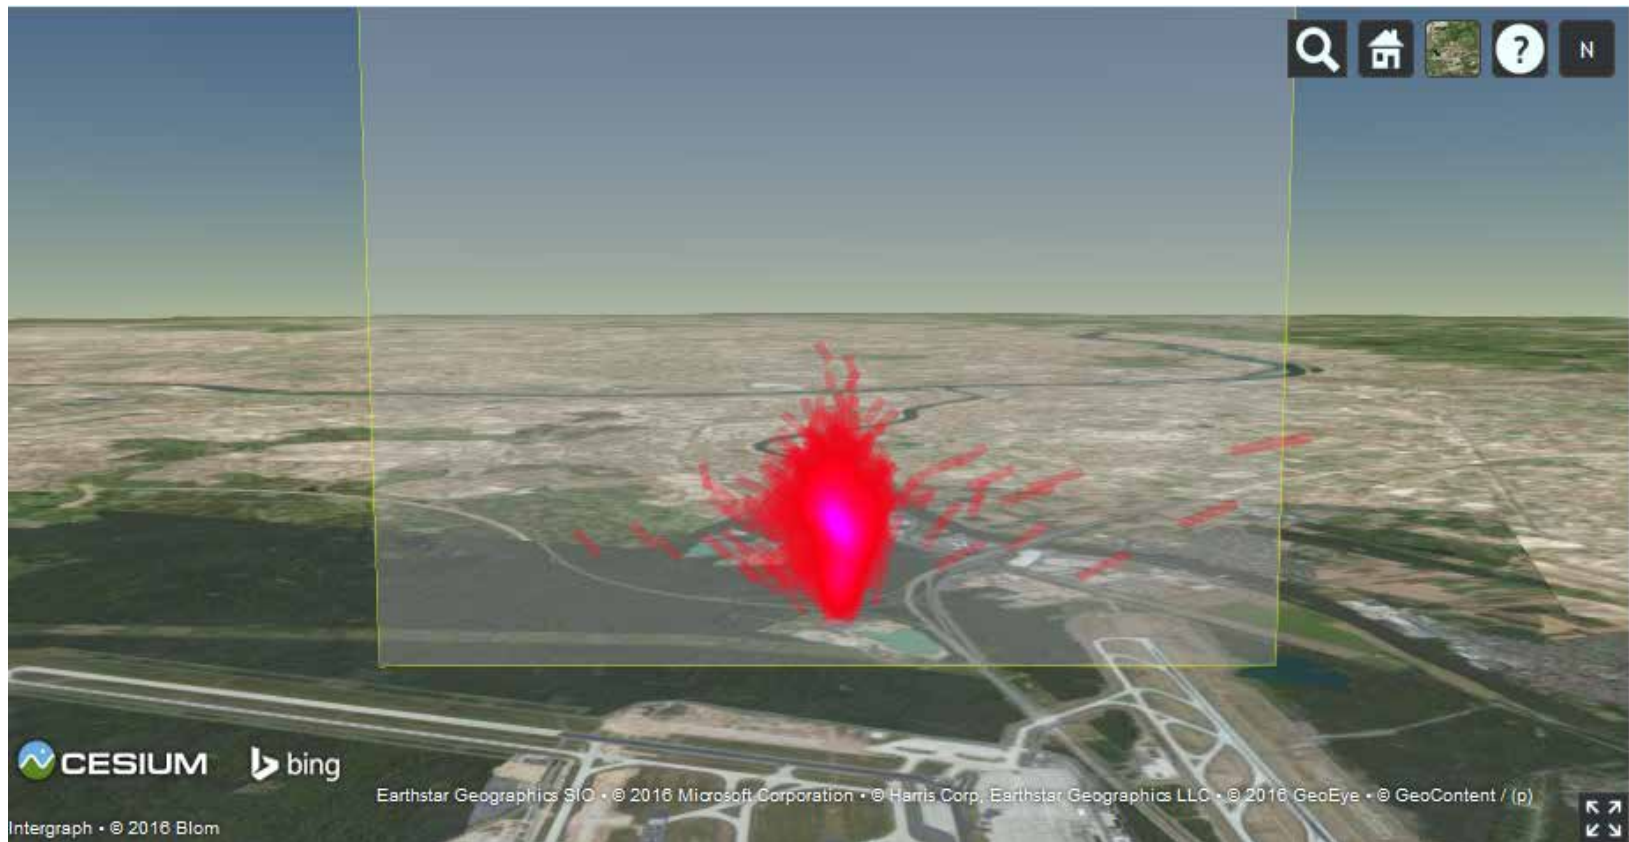 ?
N
CESIUM
bing
Earthstar Geographics SIO • © 2016 Microsoft Corporation • © Harris Corp, Earthstar Geographics LLC • © 2016 GeoEye • © GeoContent / (p)
Intergraph • © 2016 Blom